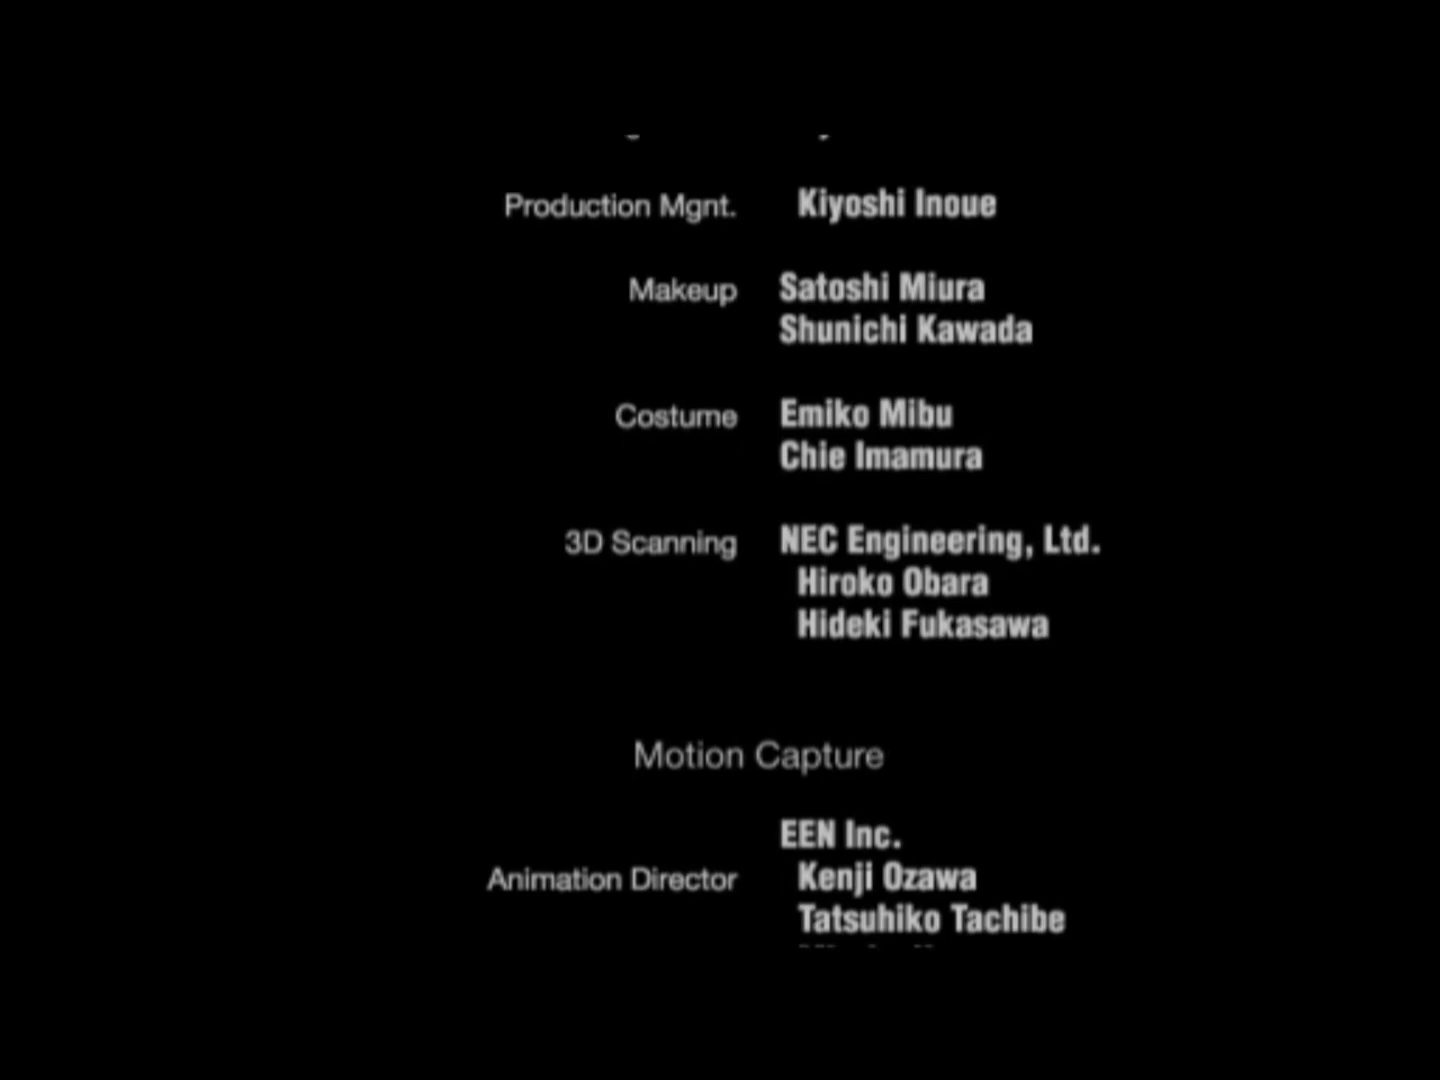 Production Mgnt. Kiyoshi Inoue
Makeup Satoshi Miura
Shunichi Kawada
Costume Emiko Mibu
Chie Imamura
3D Scanning NEC Engineering, Ltd.
Hiroko Obara
Hideki Fukasawa
Motion Capture
EEN Inc.
Animation Director Kenji Ozawa
Tatsuhiko Tachibe